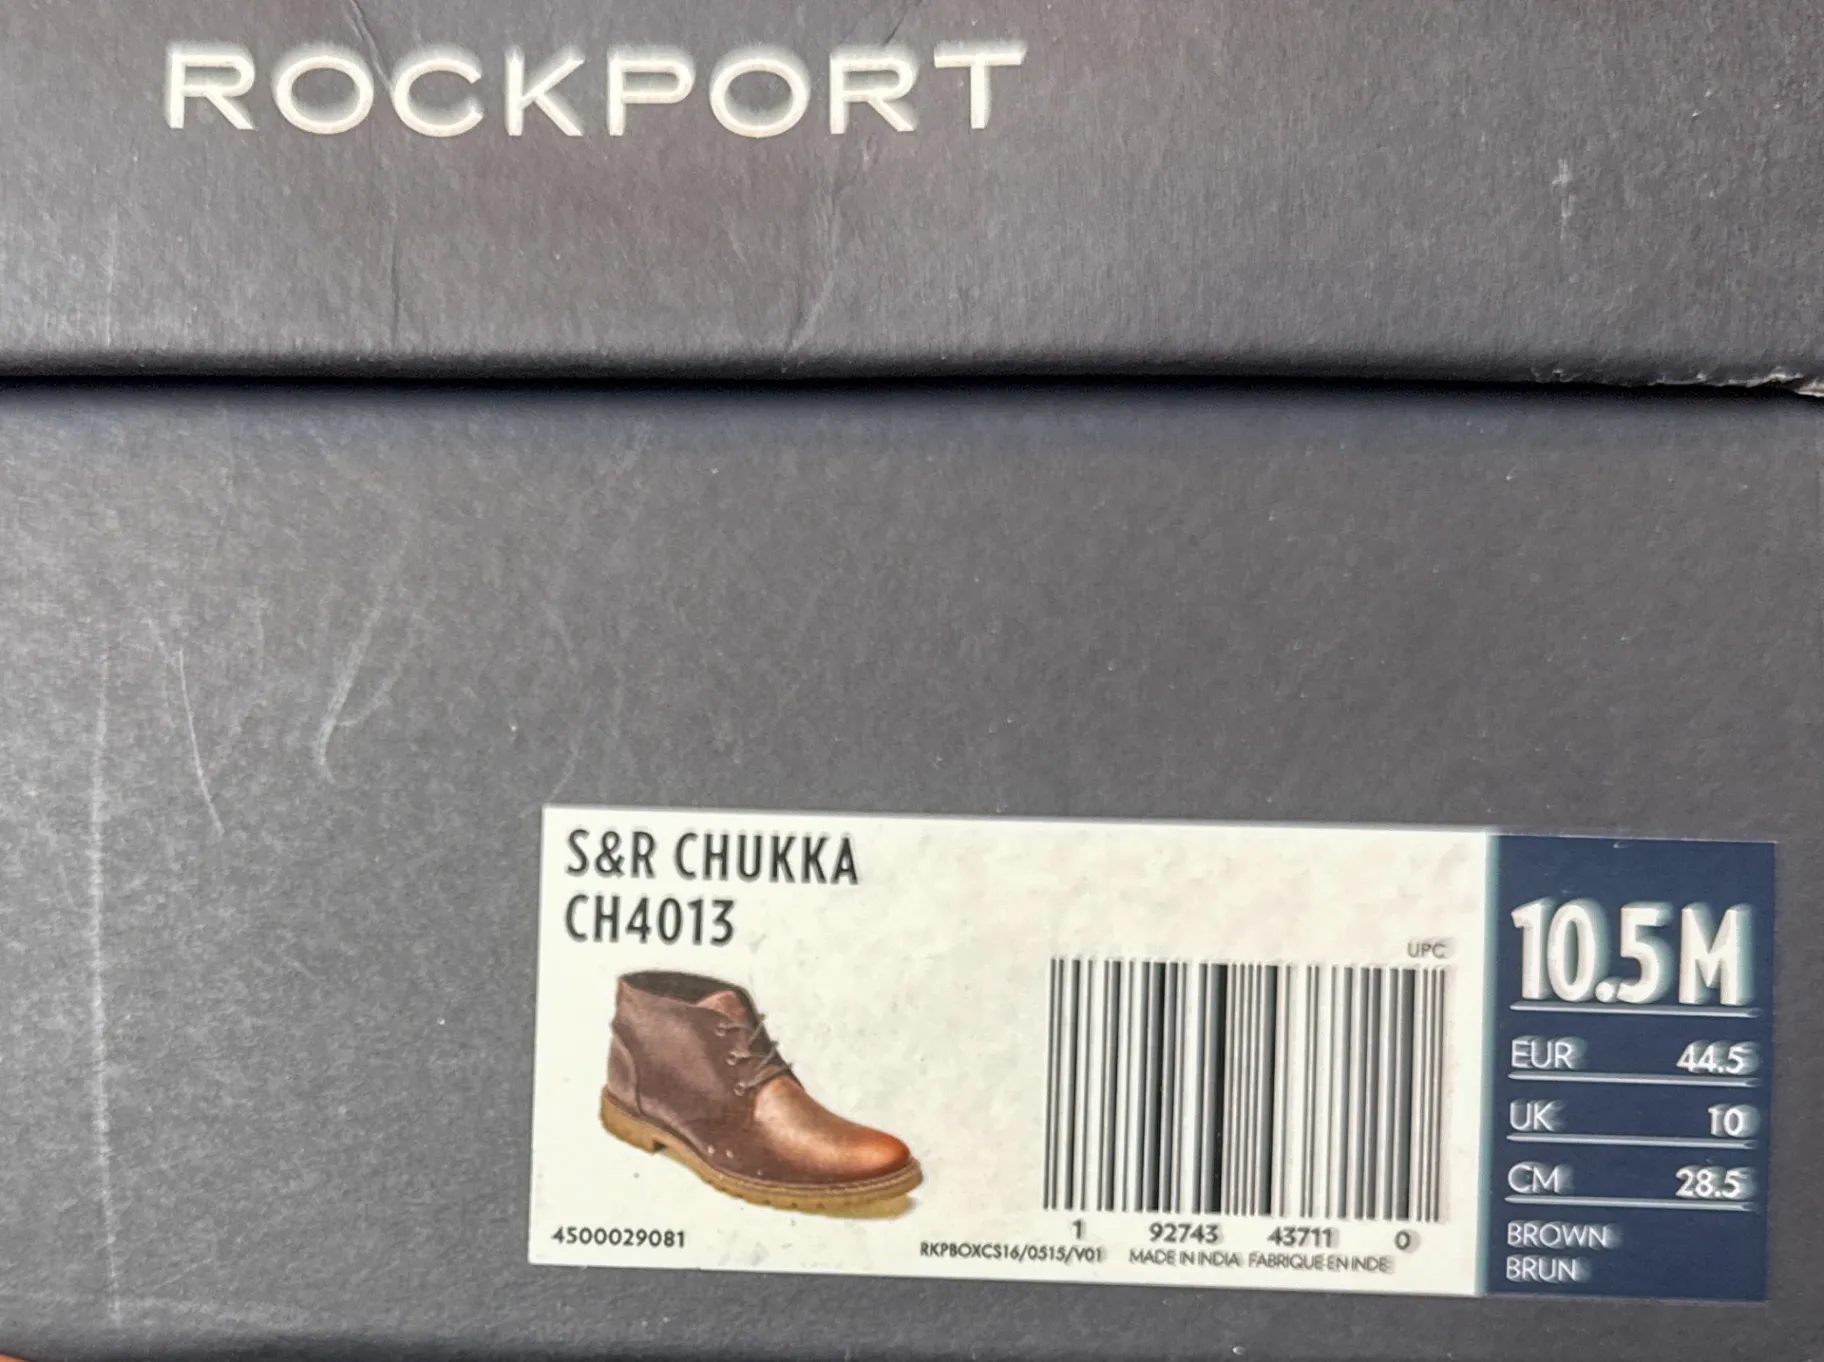 ROCKPORT
S&R CHUKKA
CH4013
UPC
1 92743 43711 0
4500029081
RKPBOXCS16/0515/V01 MADE IN INDIA FABRIQUE EN INDE
10.5 M
EUR 44.5
UK 10
CM 28.5
BROWN
BRUN